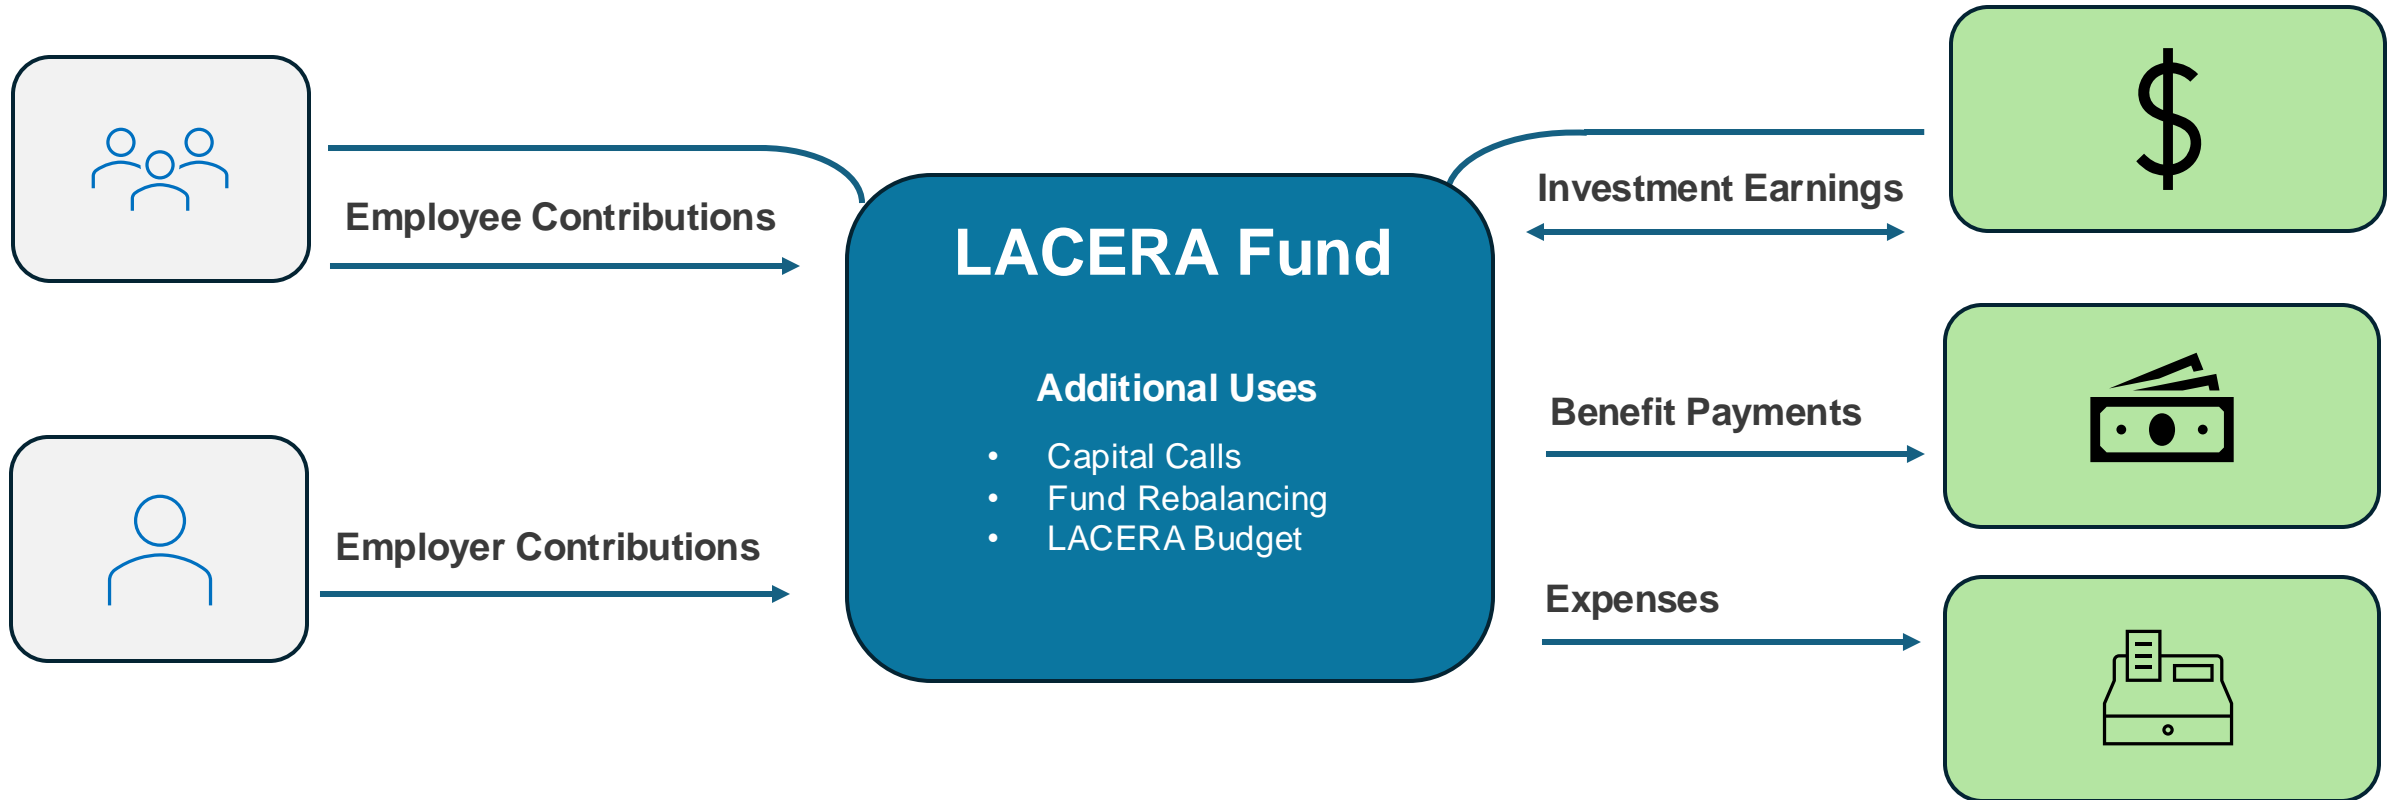 Employee Contributions
Employer Contributions
LACERA Fund
Additional Uses
• Capital Calls
• Fund Rebalancing
• LACERA Budget
Investment Earnings
Benefit Payments
Expenses